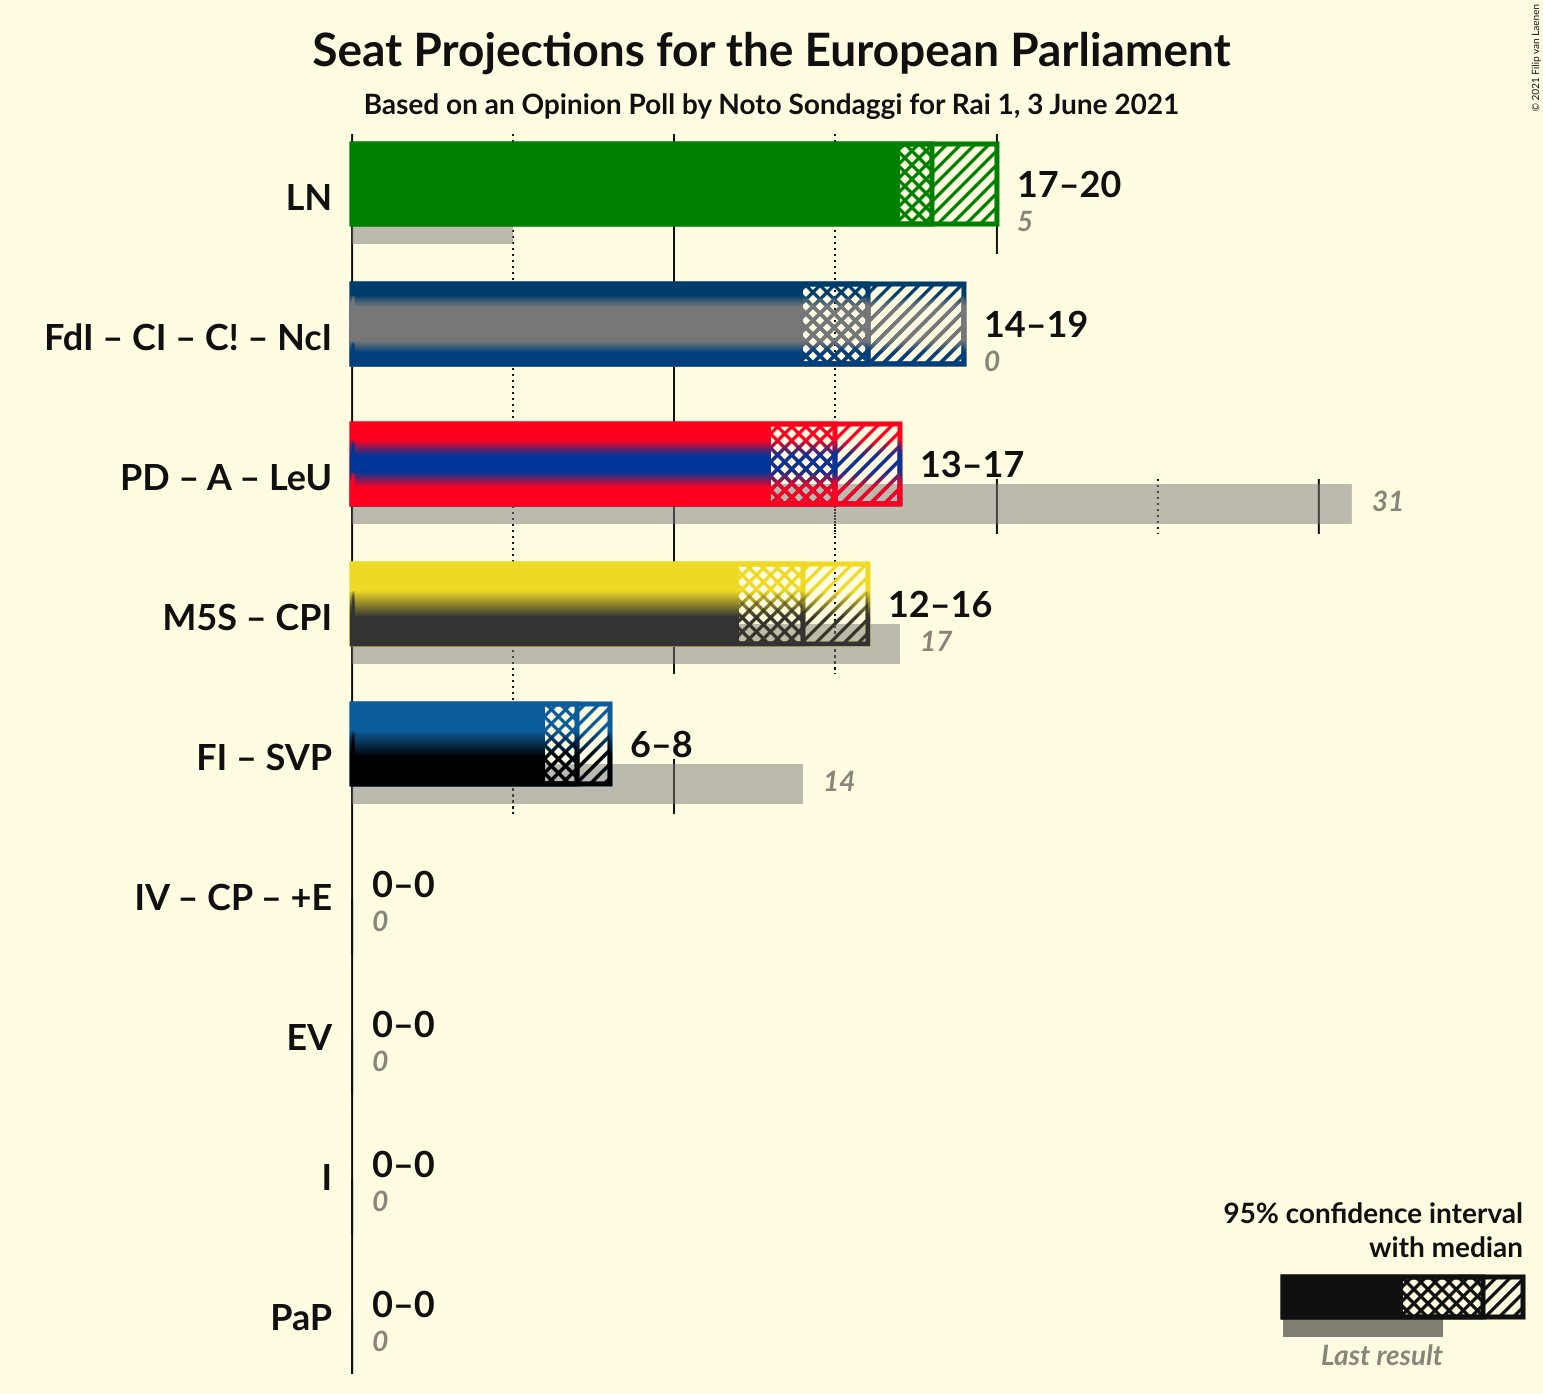 Seat Projections for the European Parliament
Based on an Opinion Poll by Noto Sondaggi for Rai 1, 3 June 2021
© 2021 Filip van Laenen
LN
17–20
5
FdI – CI – C! – NcI
14–19
0
PD – A – LeU
13–17
31
M5S – CPI
12–16
17
FI – SVP
6–8
14
IV – CP – +E
0–0
0
EV
0–0
0
I
0–0
0
PaP
0–0
0
95% confidence interval
with median
Last result